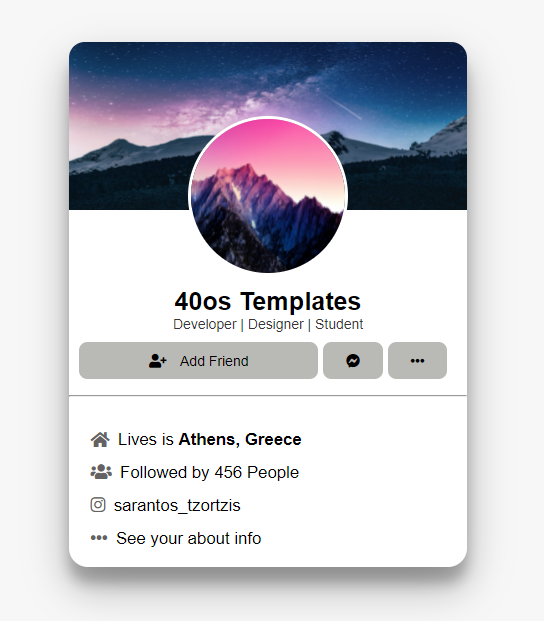 40os Templates
Developer | Designer | Student
Add Friend
Lives is Athens, Greece
Followed by 456 People
sarantos_tzortzis
See your about info